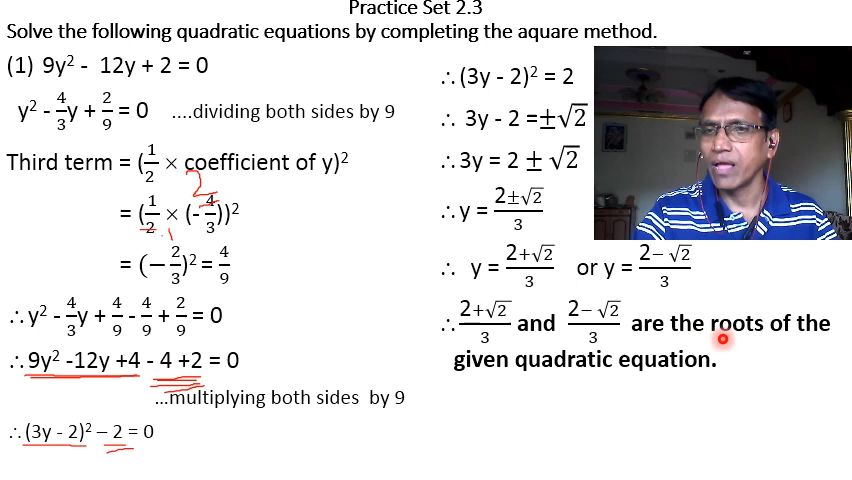 Practice Set 2.3
Solve the following quadratic equations by completing the aquare method.
(1) 9y² - 12y + 2 = 0
y² - 4/3 y + 2/9 = 0 ....dividing both sides by 9
Third term = (1/2 × coefficient of y)²
2
= (1/2 × (- 4/3))²
1
= (− 2/3)² = 4/9
∴ y² - 4/3 y + 4/9 - 4/9 + 2/9 = 0
∴ 9y² -12y +4 - 4 +2 = 0
...multiplying both sides by 9
∴ (3y - 2)² – 2 = 0
∴ (3y - 2)² = 2
∴ 3y - 2 =±√2
∴ 3y = 2 ± √2
∴ y = (2±√2)/3
∴ y = (2+√2)/3 or y = (2− √2)/3
∴ (2+√2)/3 and (2− √2)/3 are the roots of the
given quadratic equation.